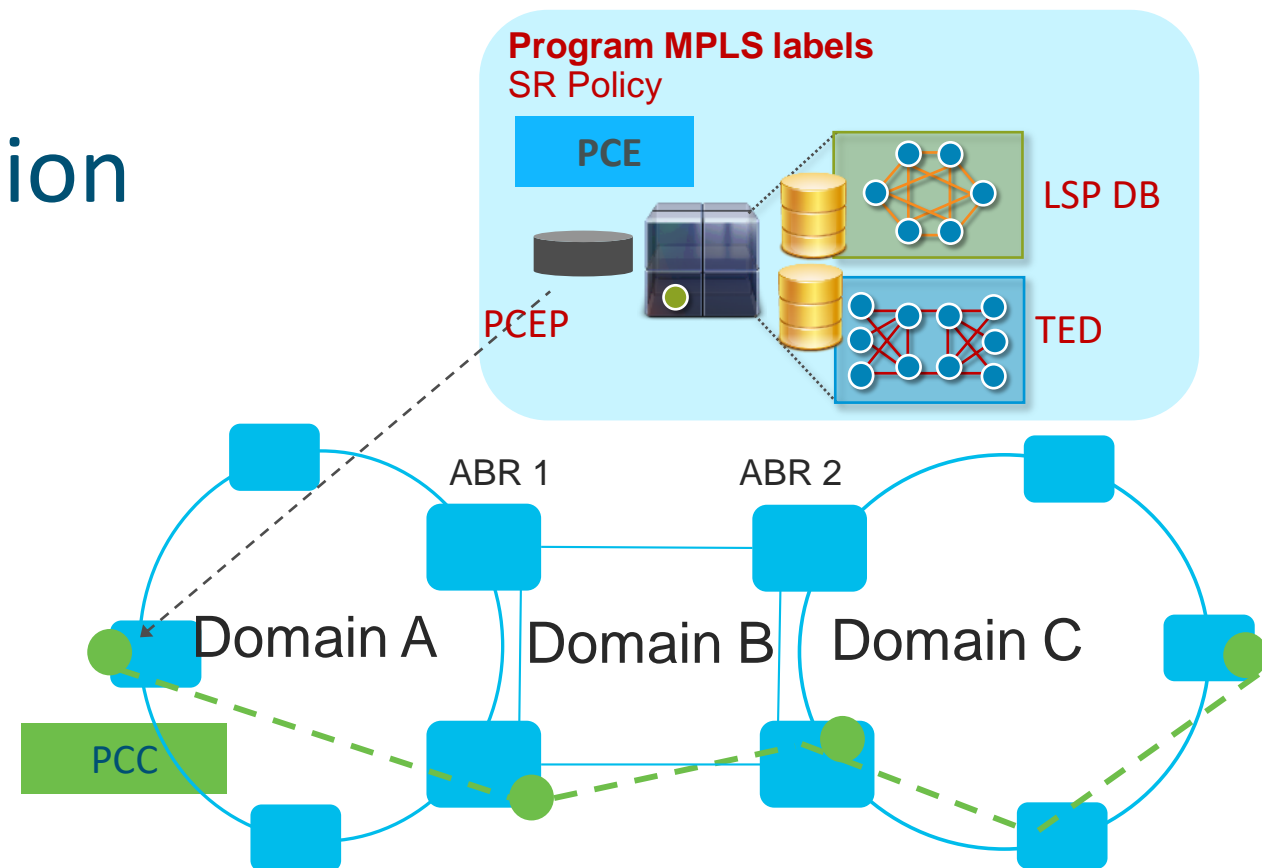 Program MPLS labels
SR Policy
ion
PCE
LSP DB
PCEP
TED
ABR 1
ABR 2
Domain A
Domain B
Domain C
PCC